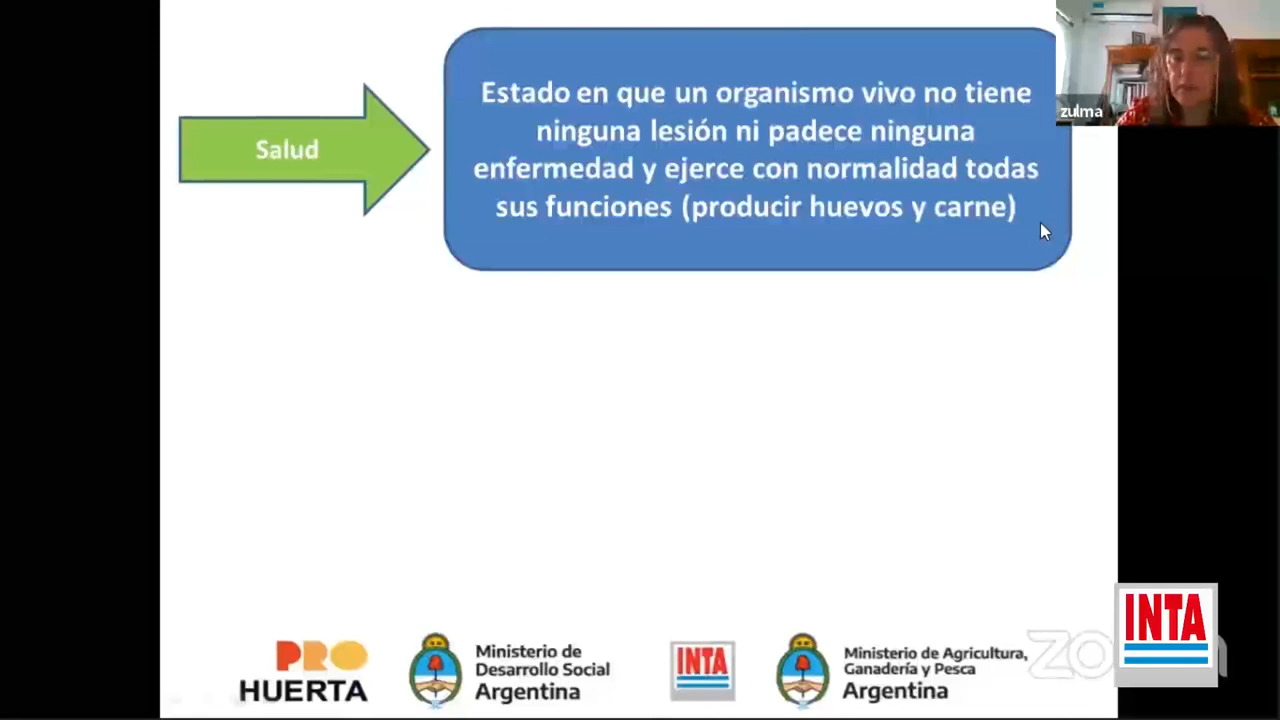 Salud
Estado en que un organismo vivo no tiene
ninguna lesión ni padece ninguna
enfermedad y ejerce con normalidad todas
sus funciones (producir huevos y carne)
zulma
PRO
HUERTA
Ministerio de
Desarrollo Social
Argentina
INTA
Ministerio de Agricultura,
Ganadería y Pesca
Argentina
INTA